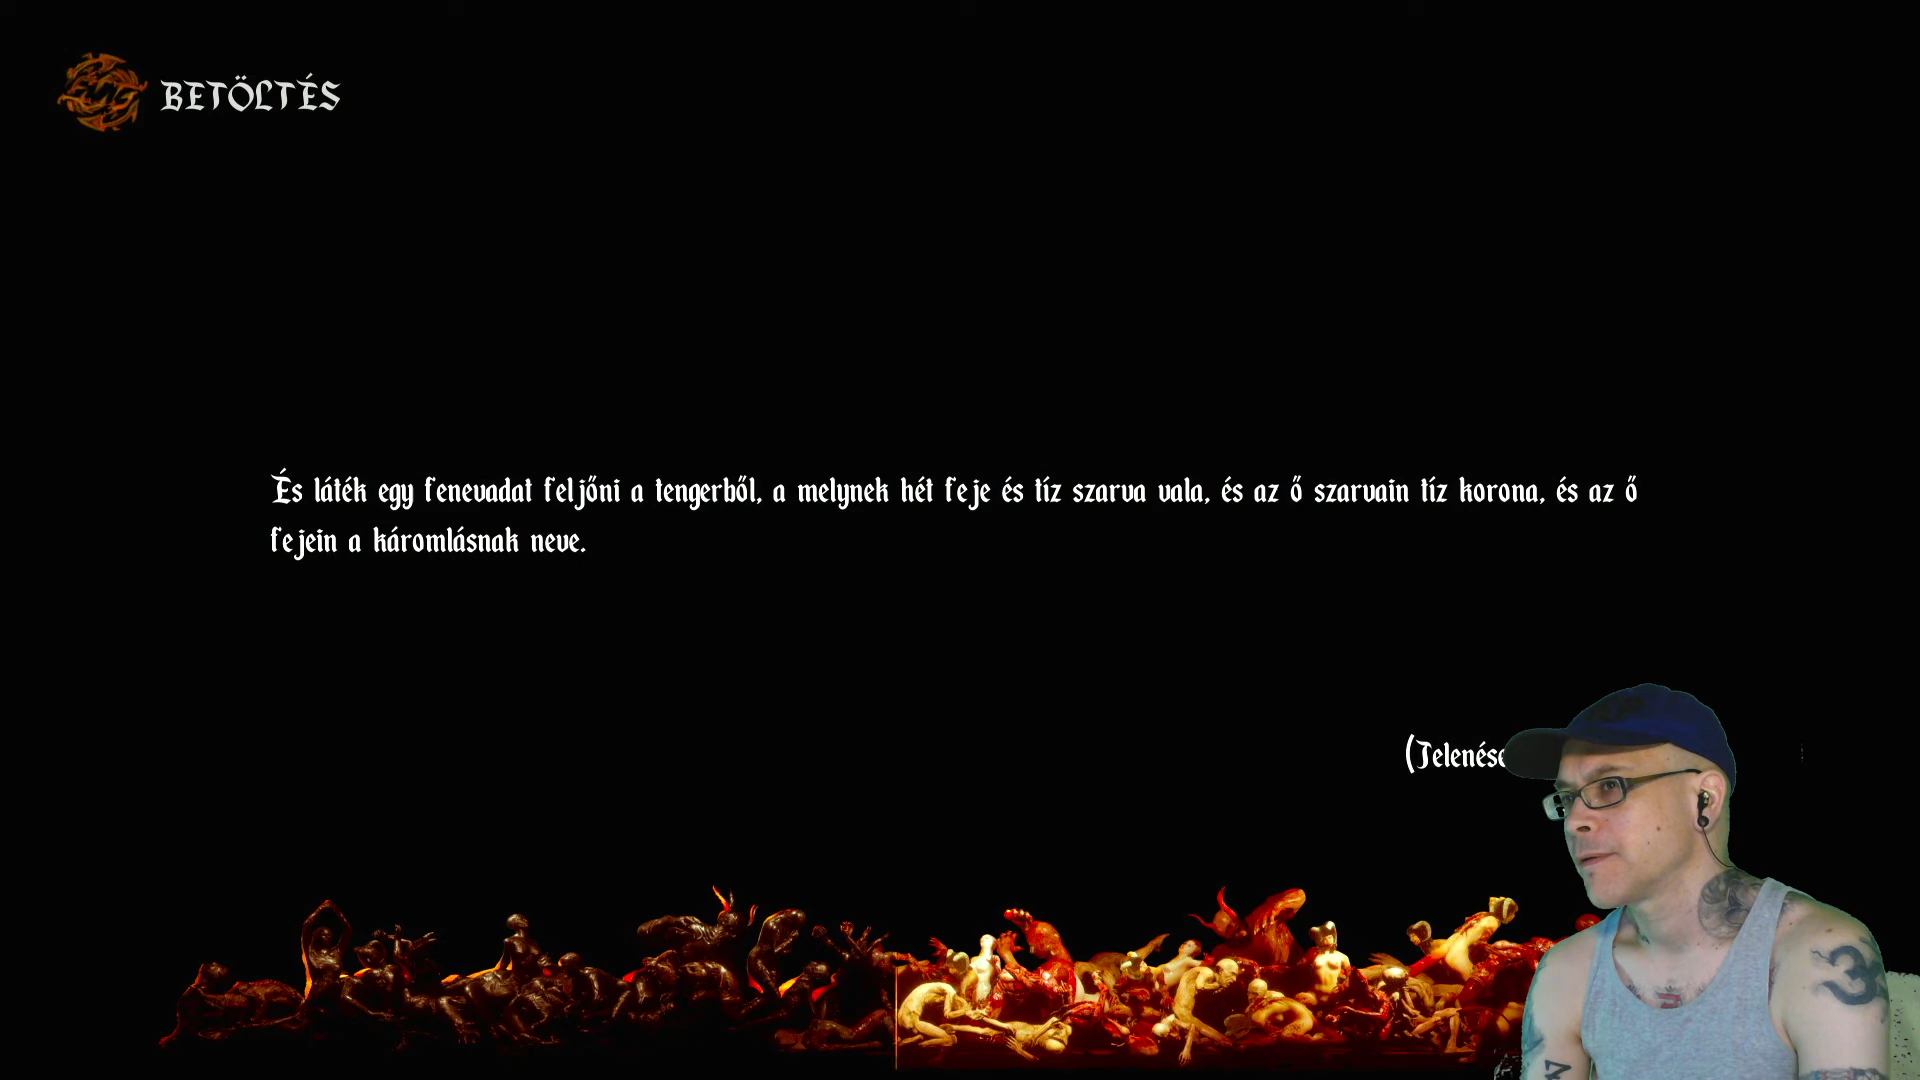 BETÖLTÉS
És láték egy fenevadat feljőni a tengerből, a melynek hét feje és tíz szarva vala, és az ő szarvain tíz korona, és az ő
fejein a káromlásnak neve.
(Jelenése